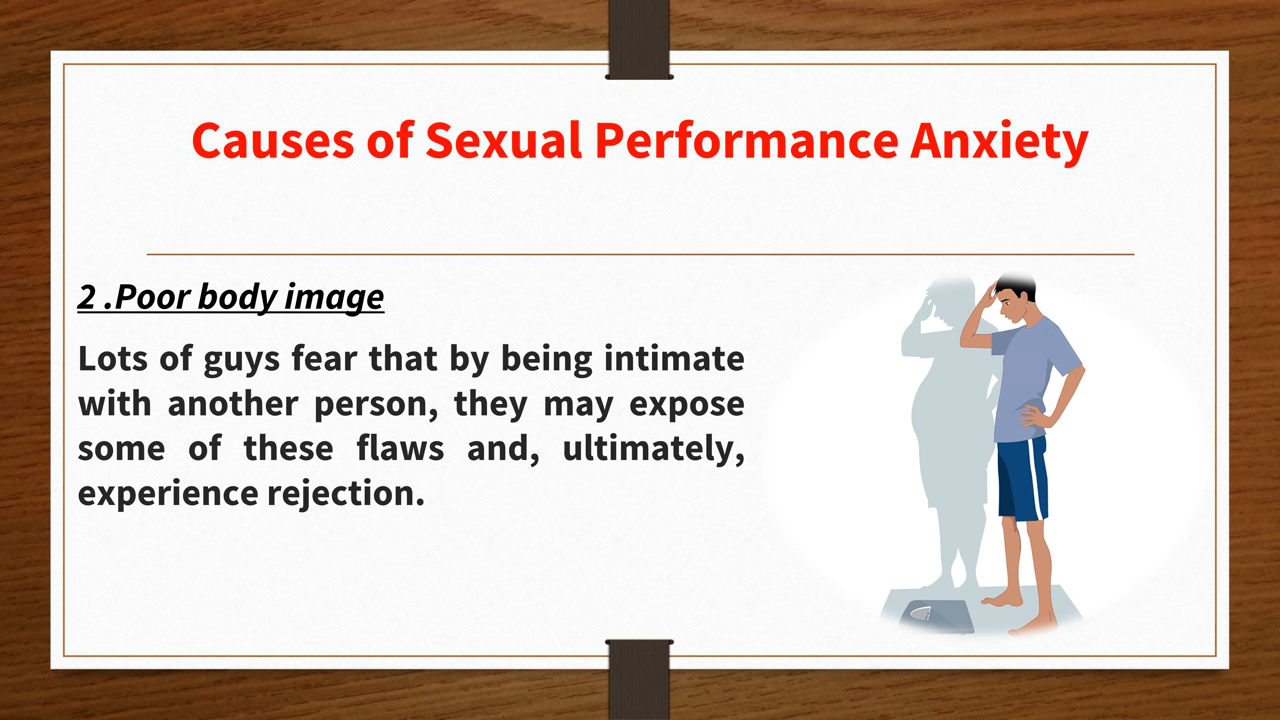 Causes of Sexual Performance Anxiety
2 .Poor body image
Lots of guys fear that by being intimate
with another person, they may expose
some of these flaws and, ultimately,
experience rejection.